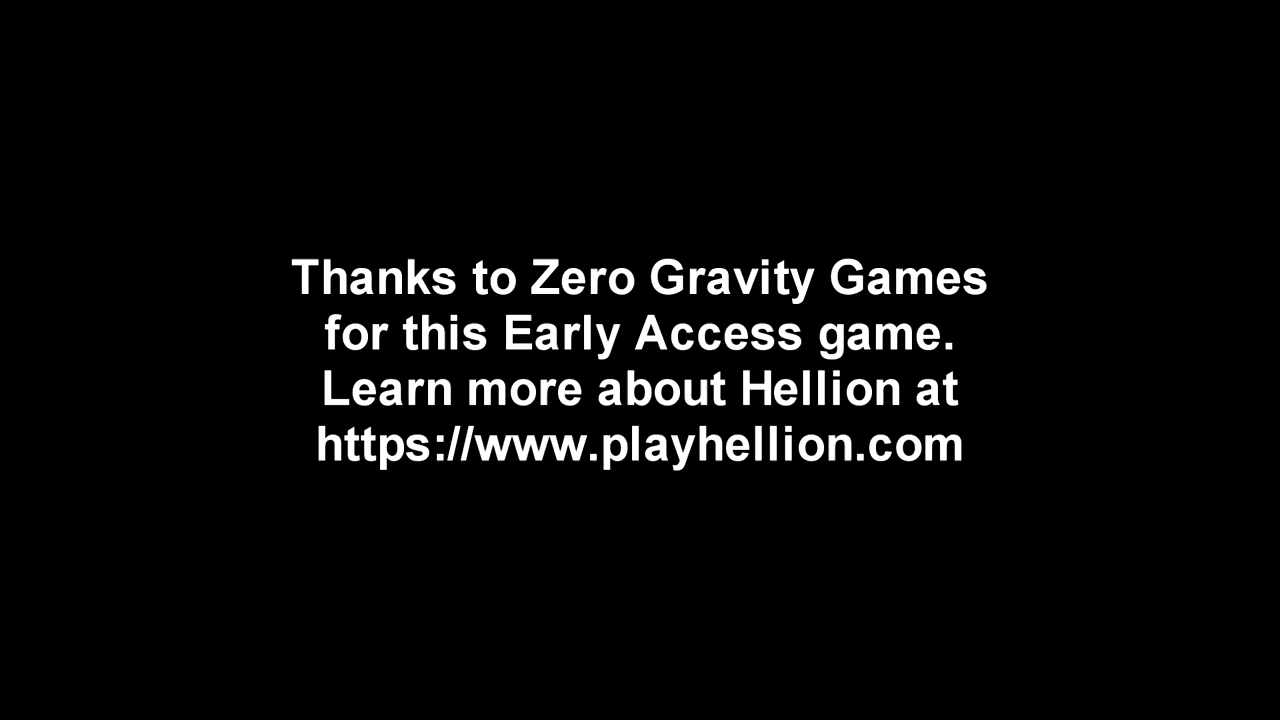 Thanks to Zero Gravity Games
for this Early Access game.
Learn more about Hellion at
https://www.playhellion.com